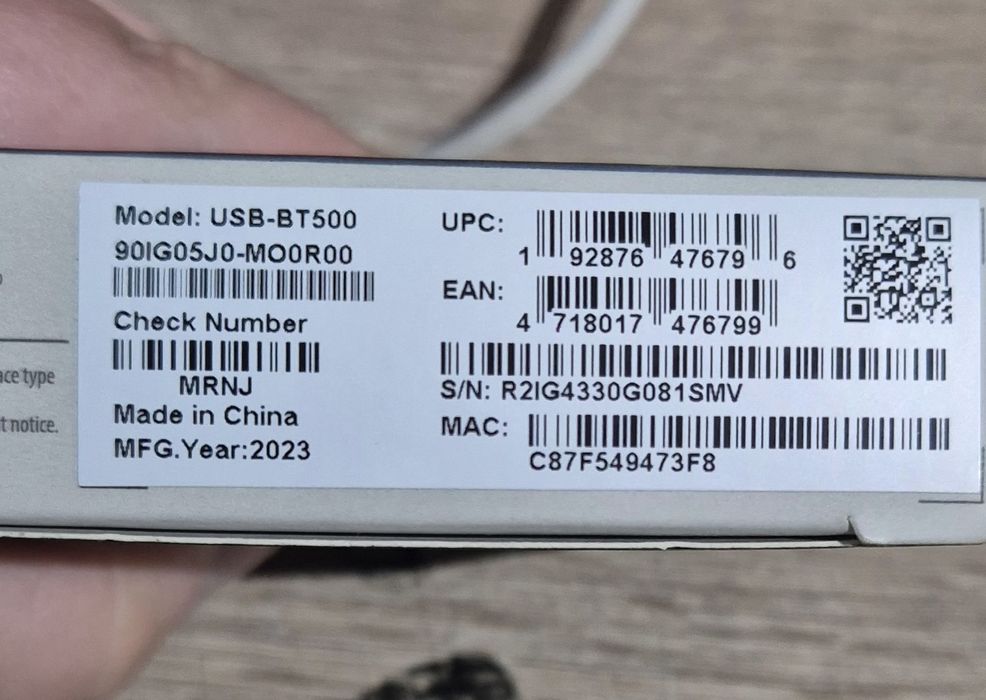 Model: USB-BT500
90IG05J0-MO0R00
Check Number
MRNJ
Made in China
MFG.Year:2023
UPC:
1 92876 47679 6
EAN:
4 718017 476799
S/N: R2IG4330G081SMV
MAC:
C87F549473F8
ace type
t notice.